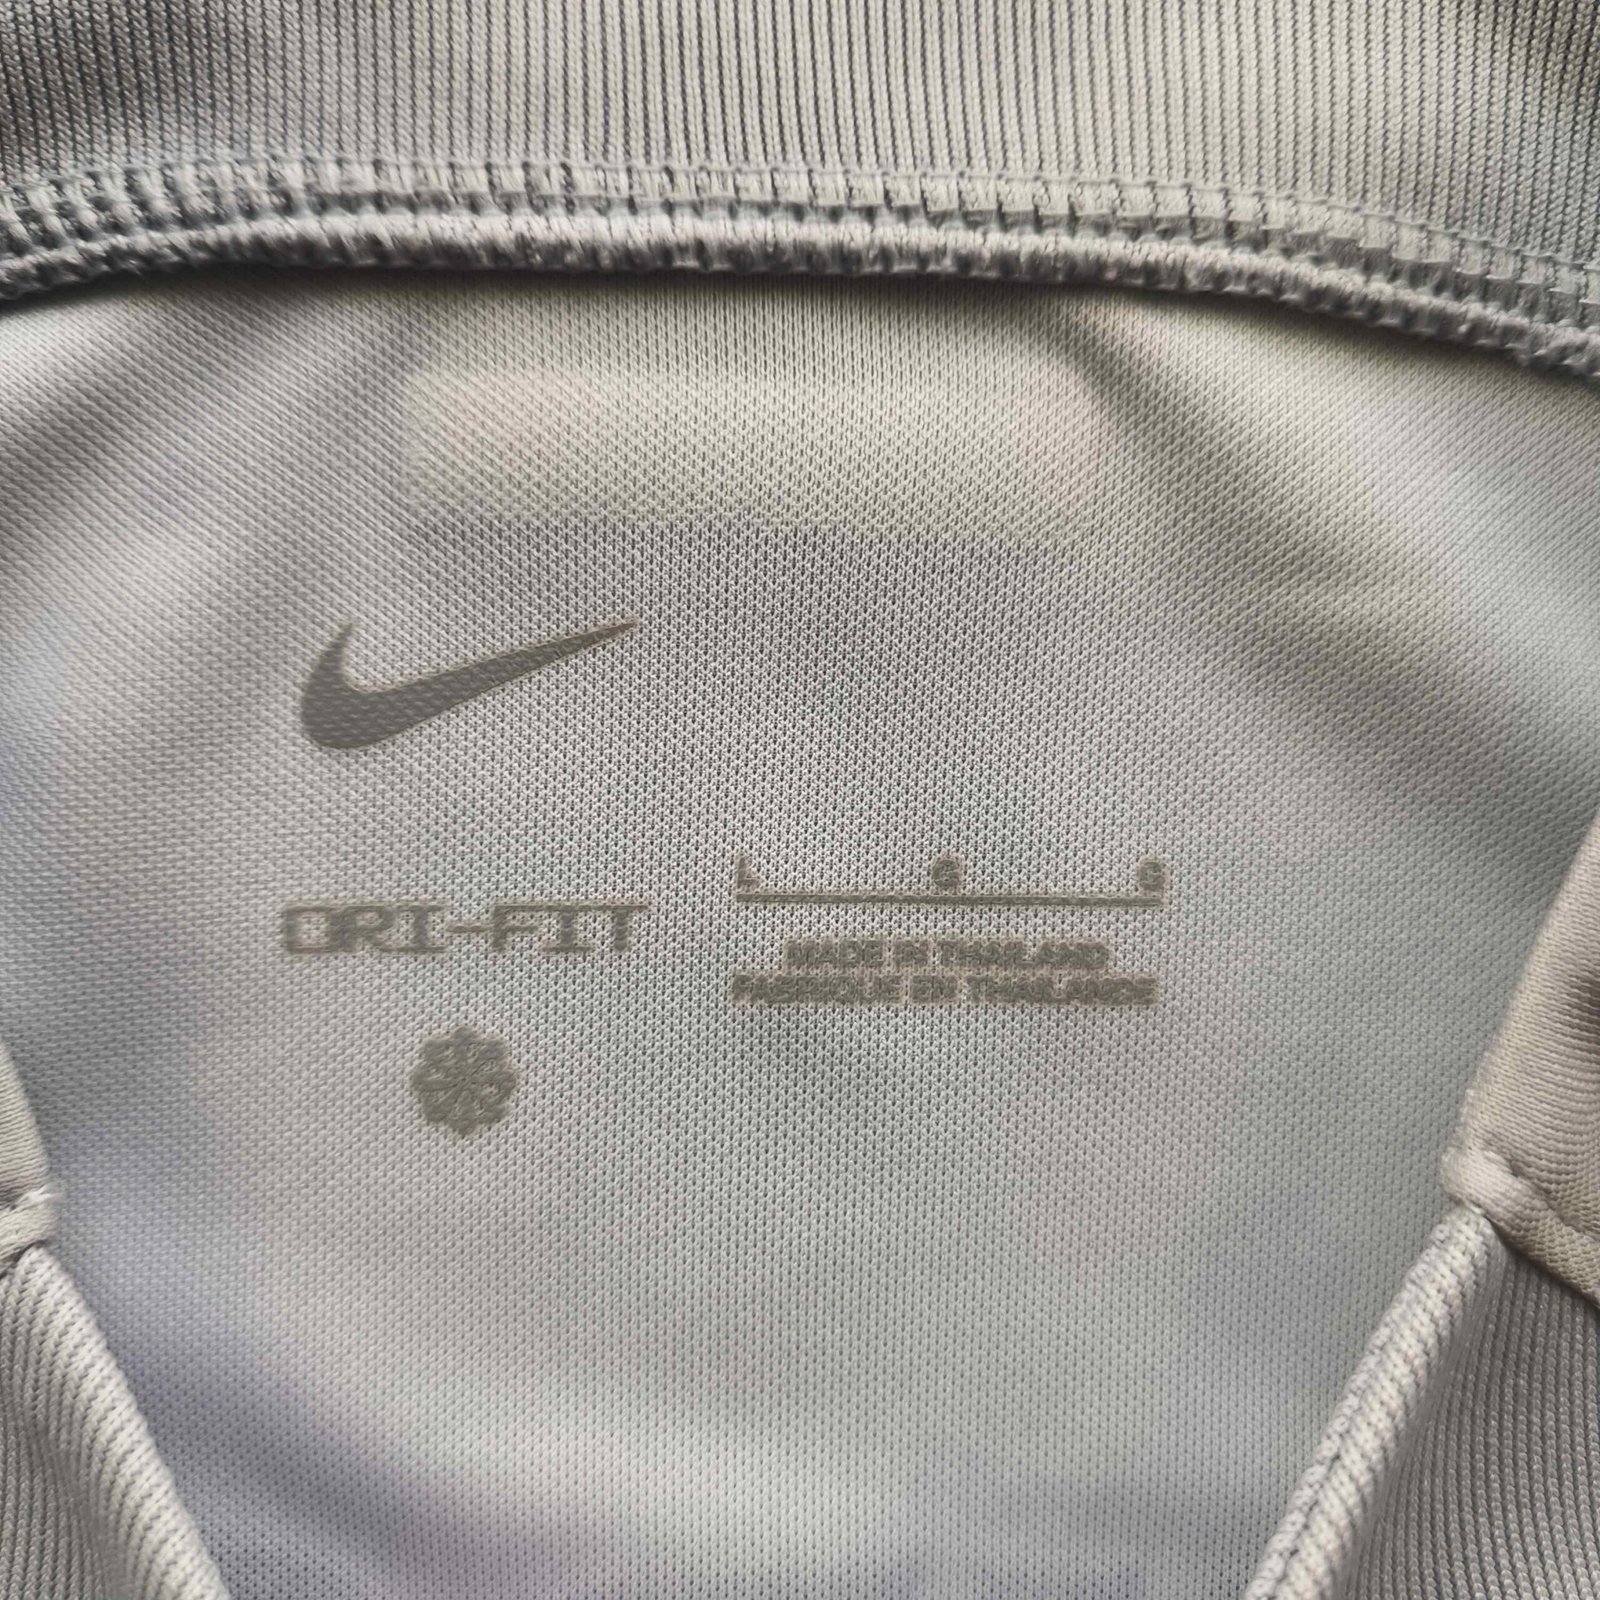 DRI-FIT
L G G
MADE IN THAILAND
FABRIQUE EN THAILANDE